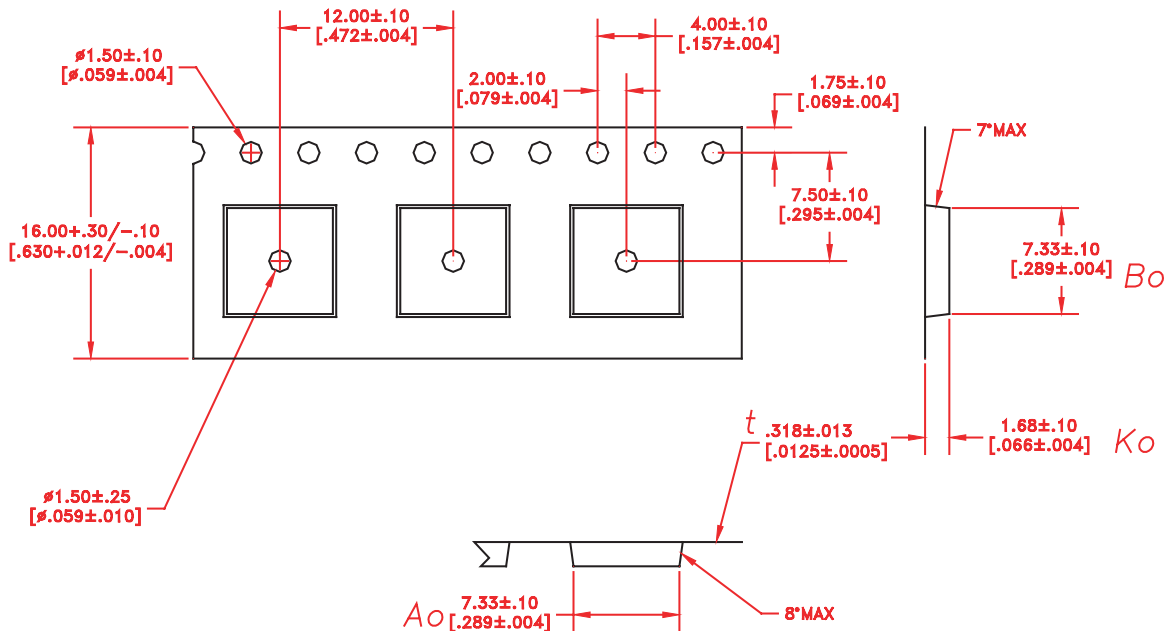 12.00±.10
[.472±.004]
4.00±.10
[.157±.004]
ø1.50±.10
[ø.059±.004]
2.00±.10
[.079±.004]
1.75±.10
[.069±.004]
7°MAX
7.50±.10
[.295±.004]
16.00+.30/-.10
[.630+.012/-.004]
7.33±.10
[.289±.004]
Bo
t
.318±.013
[.0125±.0005]
1.68±.10
[.066±.004]
Ko
ø1.50±.25
[ø.059±.010]
Ao
7.33±.10
[.289±.004]
8°MAX